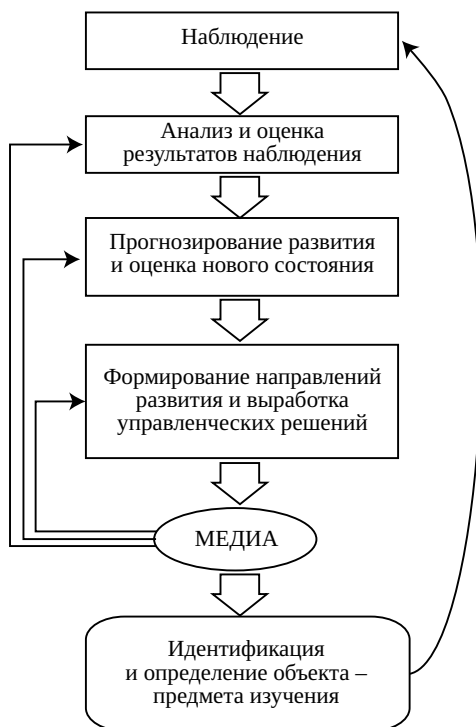 Наблюдение
Анализ и оценка
результатов наблюдения
Прогнозирование развития
и оценка нового состояния
Формирование направлений
развития и выработка
управленческих решений
МЕДИА
Идентификация
и определение объекта –
предмета изучения